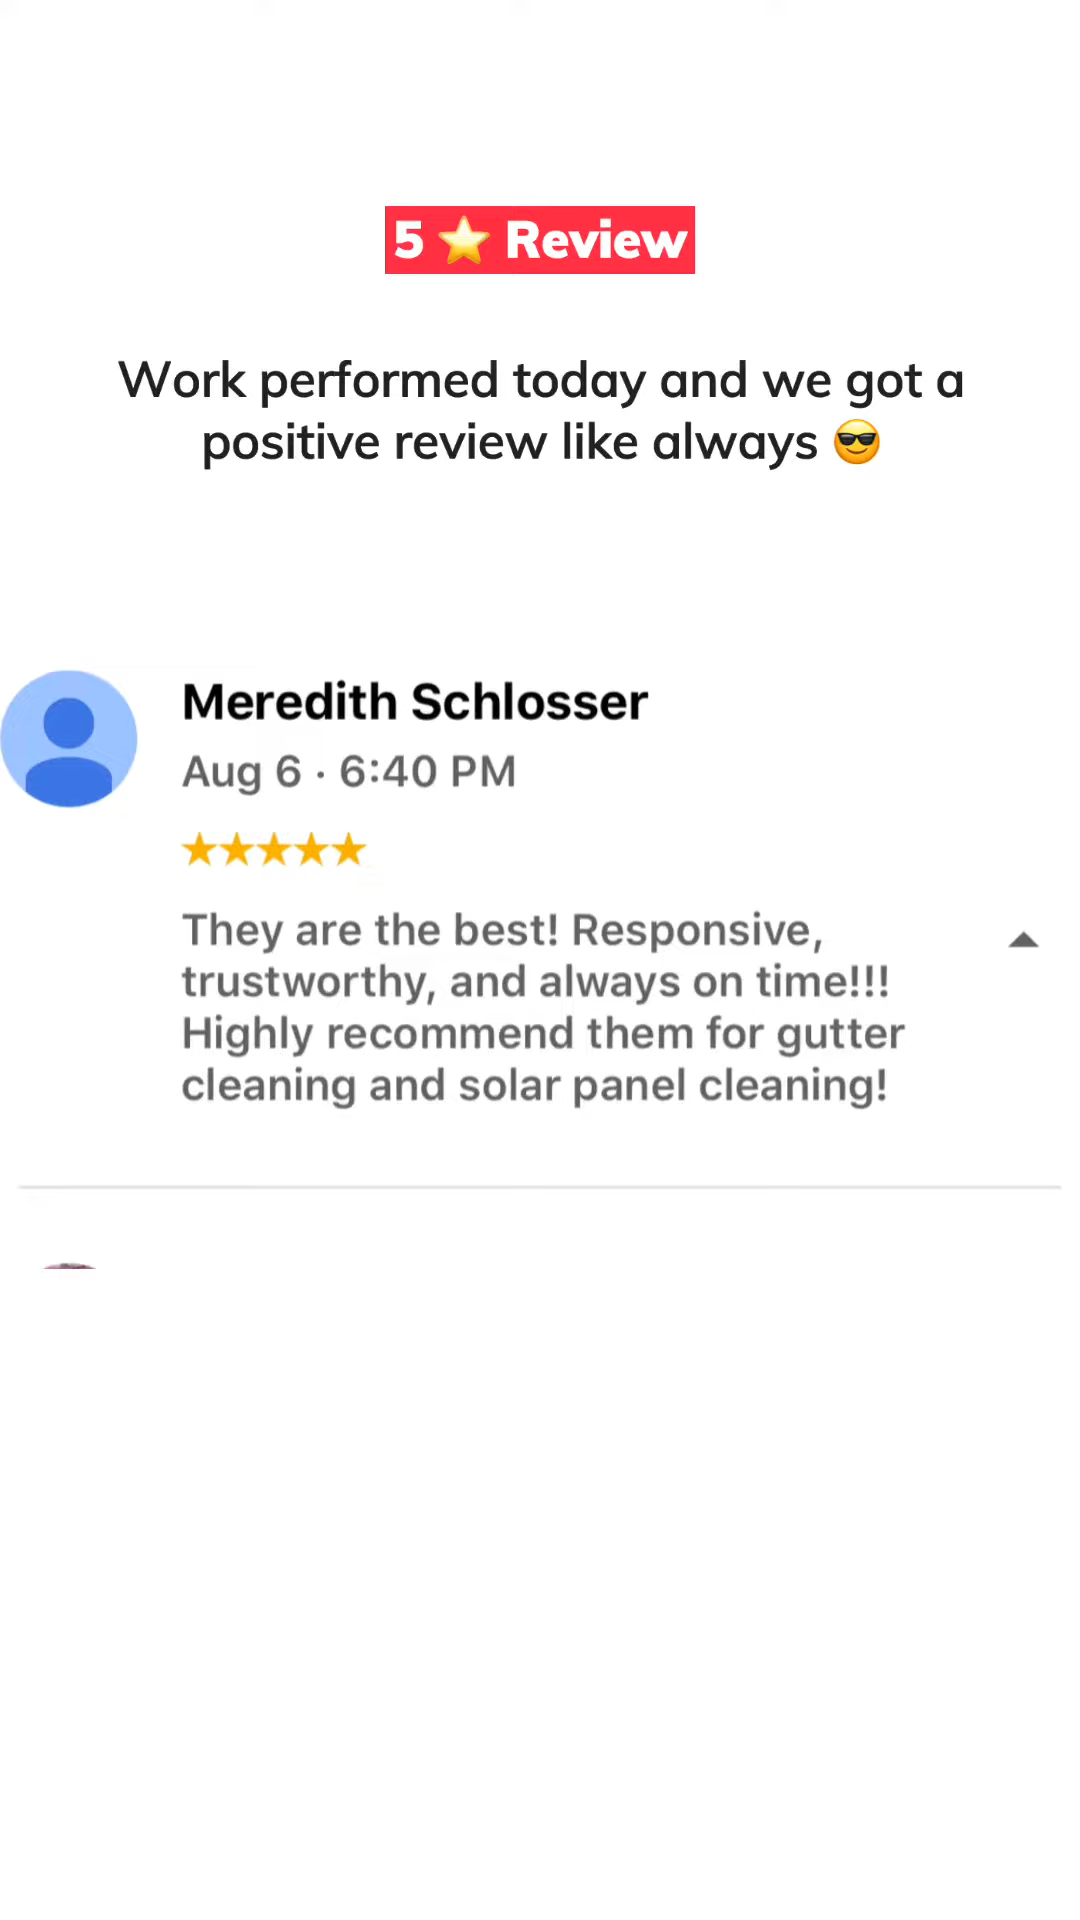 5 ⭐ Review
Work performed today and we got a
positive review like always 😎
Meredith Schlosser
Aug 6 · 6:40 PM
★★★★★
They are the best! Responsive,
trustworthy, and always on time!!!
Highly recommend them for gutter
cleaning and solar panel cleaning!